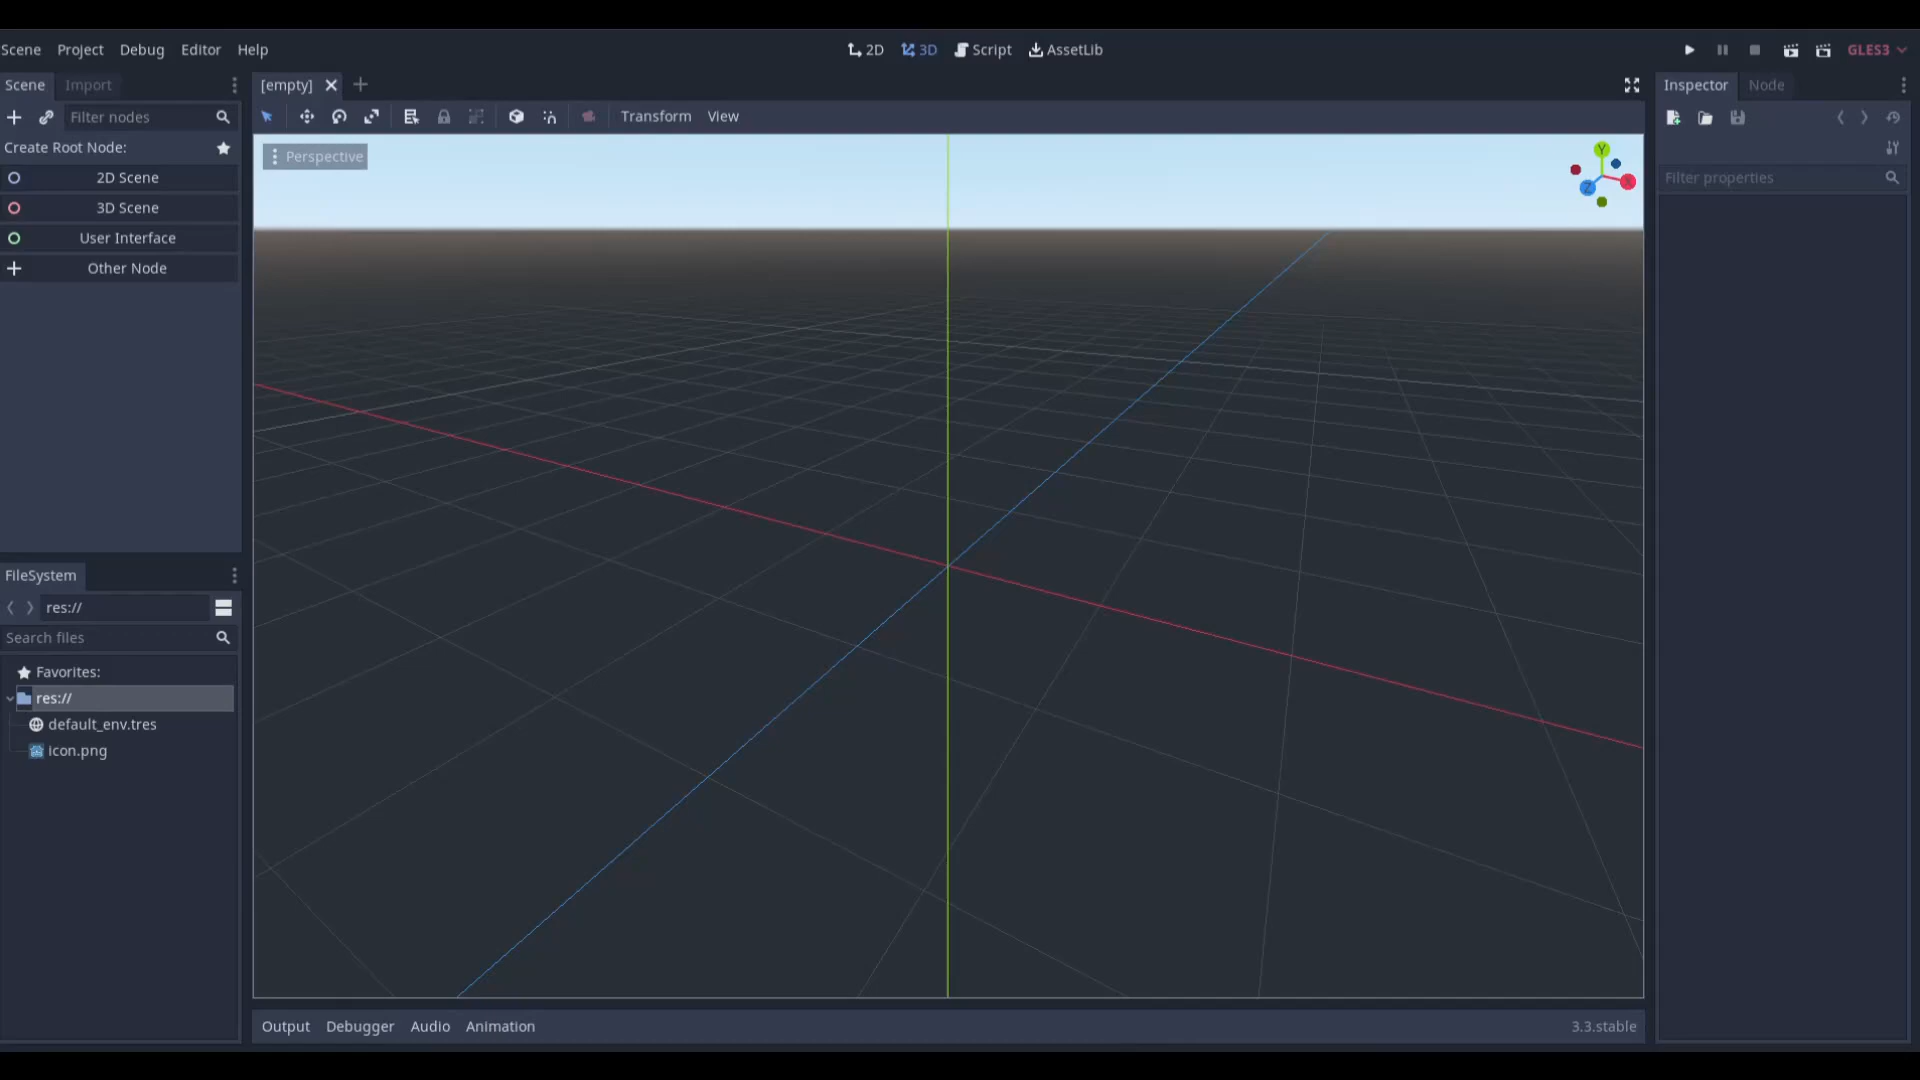 Scene Project Debug Editor Help
2D 3D Script AssetLib
GLES3
Scene Import
Filter nodes
Create Root Node:
2D Scene
3D Scene
User Interface
Other Node
FileSystem
res://
Search files
Favorites:
res://
default_env.tres
icon.png
[empty]
Transform View
Perspective
Y
X
Z
Output Debugger Audio Animation
3.3.stable
Inspector Node
Filter properties